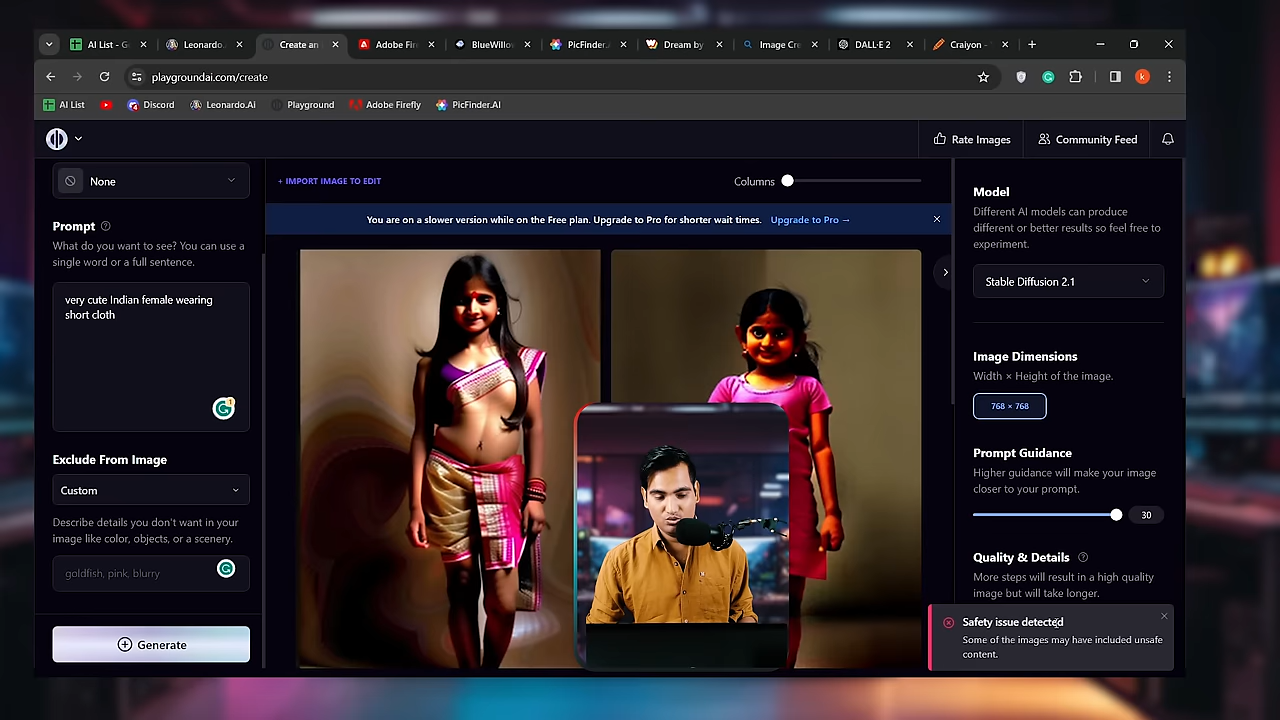 AI List - G
Leonardo.
Create an
Adobe Fir
BlueWillo
PicFinder.
Dream by
Image Cre
DALL·E 2
Craiyon -
playgroundai.com/create
k
AI List
Discord
Leonardo.Ai
Playground
Adobe Firefly
PicFinder.AI
Rate Images
Community Feed
None
+ IMPORT IMAGE TO EDIT
Columns
You are on a slower version while on the Free plan. Upgrade to Pro for shorter wait times. Upgrade to Pro →
Prompt
What do you want to see? You can use a
single word or a full sentence.
very cute Indian female wearing
short cloth
Exclude From Image
Custom
Describe details you don't want in your
image like color, objects, or a scenery.
goldfish, pink, blurry
Generate
Model
Different AI models can produce
different or better results so feel free to
experiment.
Stable Diffusion 2.1
Image Dimensions
Width × Height of the image.
768 × 768
Prompt Guidance
Higher guidance will make your image
closer to your prompt.
30
Quality & Details
More steps will result in a high quality
image but will take longer.
Safety issue detected
Some of the images may have included unsafe
content.